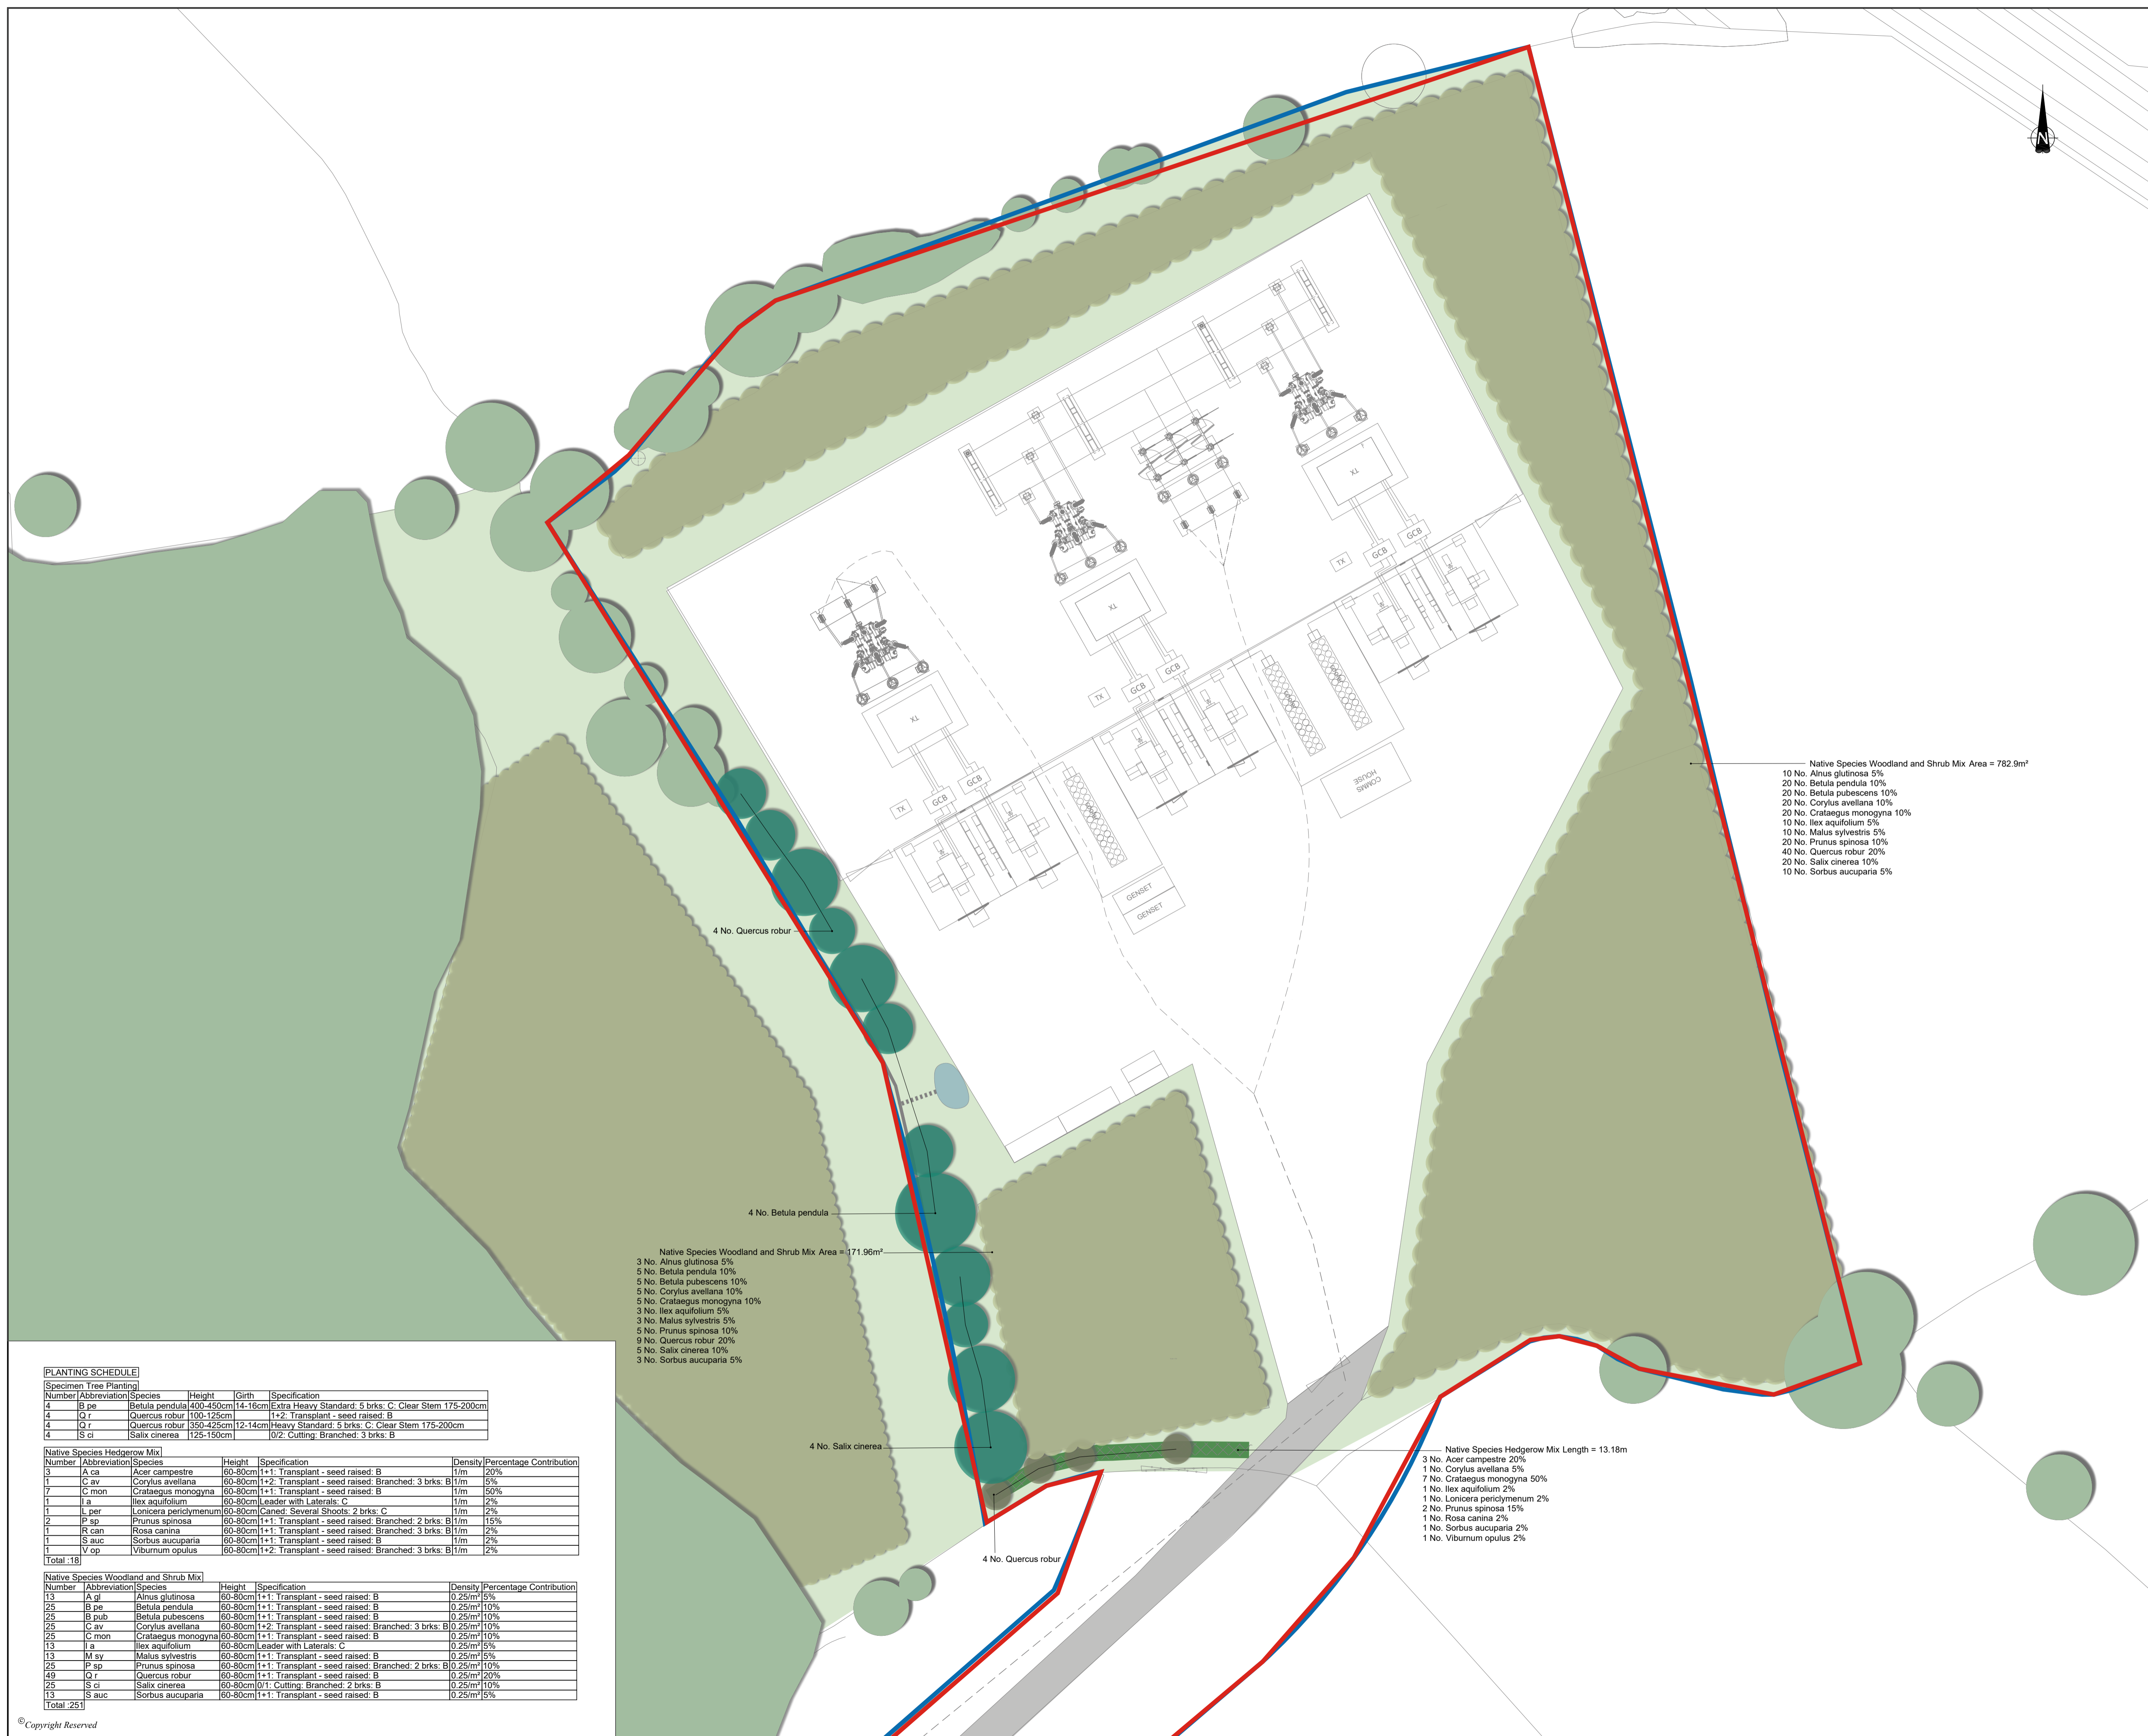 N
TX
GCB
GCB
TX
TX
GCB
GCB
TX
TX
GCB
GCB
TX
COMMS
HOUSE
GENSET
GENSET
Native Species Woodland and Shrub Mix Area = 782.9m²
10 No. Alnus glutinosa 5%
20 No. Betula pendula 10%
20 No. Betula pubescens 10%
20 No. Corylus avellana 10%
20 No. Crataegus monogyna 10%
10 No. Ilex aquifolium 5%
10 No. Malus sylvestris 5%
20 No. Prunus spinosa 10%
40 No. Quercus robur 20%
20 No. Salix cinerea 10%
10 No. Sorbus aucuparia 5%
4 No. Quercus robur
4 No. Betula pendula
Native Species Woodland and Shrub Mix Area = 171.96m²
3 No. Alnus glutinosa 5%
5 No. Betula pendula 10%
5 No. Betula pubescens 10%
5 No. Corylus avellana 10%
5 No. Crataegus monogyna 10%
3 No. Ilex aquifolium 5%
3 No. Malus sylvestris 5%
5 No. Prunus spinosa 10%
9 No. Quercus robur 20%
5 No. Salix cinerea 10%
3 No. Sorbus aucuparia 5%
4 No. Salix cinerea
4 No. Quercus robur
Native Species Hedgerow Mix Length = 13.18m
3 No. Acer campestre 20%
1 No. Corylus avellana 5%
7 No. Crataegus monogyna 50%
1 No. Ilex aquifolium 2%
1 No. Lonicera periclymenum 2%
2 No. Prunus spinosa 15%
1 No. Rosa canina 2%
1 No. Sorbus aucuparia 2%
1 No. Viburnum opulus 2%
PLANTING SCHEDULE
Specimen Tree Planting
Number Abbreviation Species Height Girth Specification
4 B pe Betula pendula 400-450cm 14-16cm Extra Heavy Standard: 5 brks: C: Clear Stem 175-200cm
4 Q r Quercus robur 100-125cm 1+2: Transplant - seed raised: B
4 Q r Quercus robur 350-425cm 12-14cm Heavy Standard: 5 brks: C: Clear Stem 175-200cm
4 S ci Salix cinerea 125-150cm 0/2: Cutting: Branched: 3 brks: B
Native Species Hedgerow Mix
Number Abbreviation Species Height Specification Density Percentage Contribution
3 A ca Acer campestre 60-80cm 1+1: Transplant - seed raised: B 1/m 20%
1 C av Corylus avellana 60-80cm 1+2: Transplant - seed raised: Branched: 3 brks: B 1/m 5%
7 C mon Crataegus monogyna 60-80cm 1+1: Transplant - seed raised: B 1/m 50%
1 I a Ilex aquifolium 60-80cm Leader with Laterals: C 1/m 2%
1 L per Lonicera periclymenum 60-80cm Caned: Several Shoots: 2 brks: C 1/m 2%
2 P sp Prunus spinosa 60-80cm 1+1: Transplant - seed raised: Branched: 2 brks: B 1/m 15%
1 R can Rosa canina 60-80cm 1+1: Transplant - seed raised: Branched: 3 brks: B 1/m 2%
1 S auc Sorbus aucuparia 60-80cm 1+1: Transplant - seed raised: B 1/m 2%
1 V op Viburnum opulus 60-80cm 1+2: Transplant - seed raised: Branched: 3 brks: B 1/m 2%
Total :18
Native Species Woodland and Shrub Mix
Number Abbreviation Species Height Specification Density Percentage Contribution
13 A gl Alnus glutinosa 60-80cm 1+1: Transplant - seed raised: B 0.25/m² 5%
25 B pe Betula pendula 60-80cm 1+1: Transplant - seed raised: B 0.25/m² 10%
25 B pub Betula pubescens 60-80cm 1+1: Transplant - seed raised: B 0.25/m² 10%
25 C av Corylus avellana 60-80cm 1+2: Transplant - seed raised: Branched: 3 brks: B 0.25/m² 10%
25 C mon Crataegus monogyna 60-80cm 1+1: Transplant - seed raised: B 0.25/m² 10%
13 I a Ilex aquifolium 60-80cm Leader with Laterals: C 0.25/m² 5%
13 M sy Malus sylvestris 60-80cm 1+1: Transplant - seed raised: B 0.25/m² 5%
25 P sp Prunus spinosa 60-80cm 1+1: Transplant - seed raised: Branched: 2 brks: B 0.25/m² 10%
49 Q r Quercus robur 60-80cm 1+1: Transplant - seed raised: B 0.25/m² 20%
25 S ci Salix cinerea 60-80cm 0/1: Cutting: Branched: 2 brks: B 0.25/m² 10%
13 S auc Sorbus aucuparia 60-80cm 1+1: Transplant - seed raised: B 0.25/m² 5%
Total :251
©Copyright Reserved